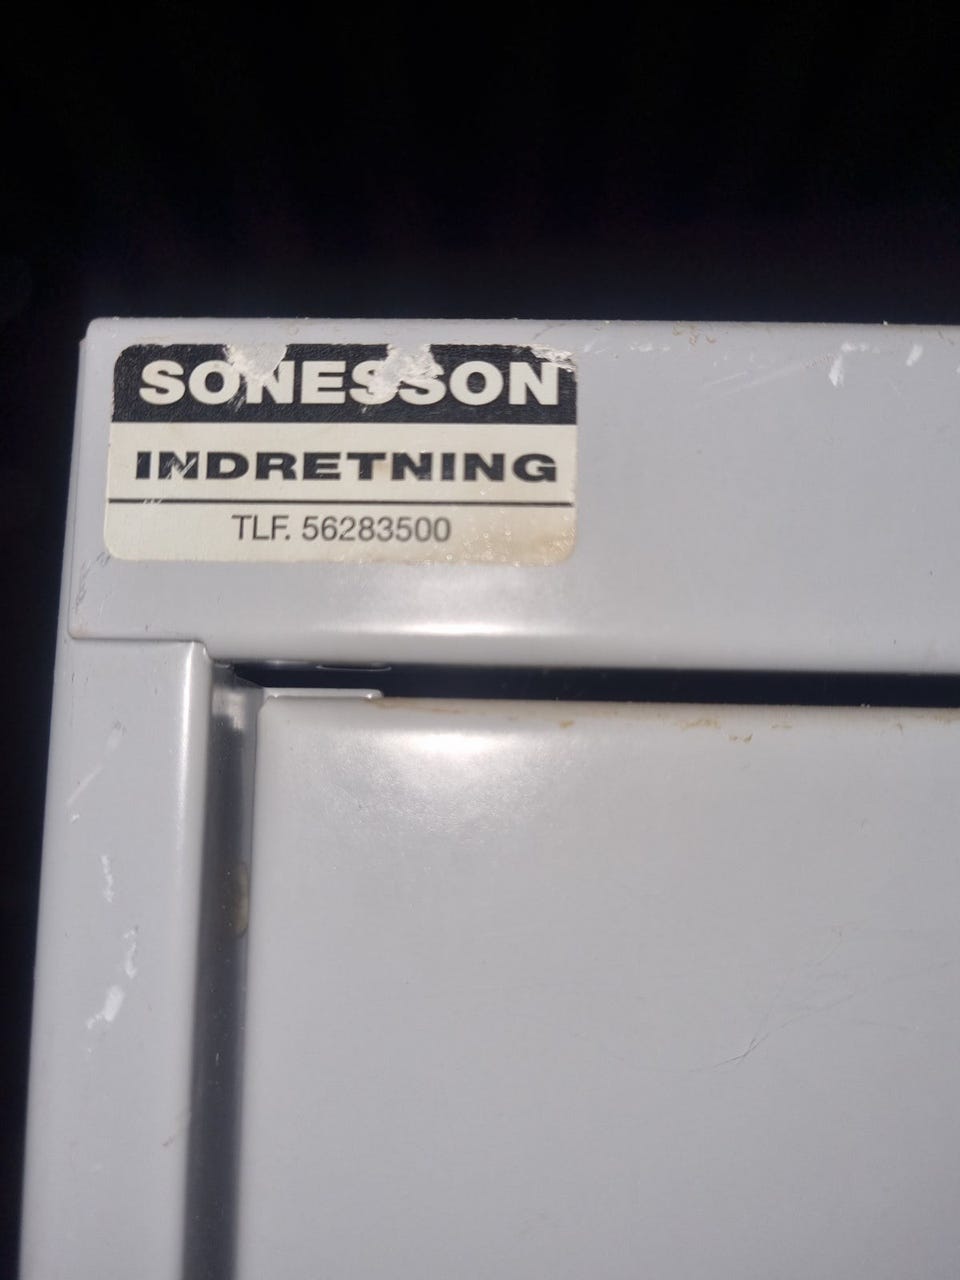 SONESSON
INDRETNING
TLF. 56283500